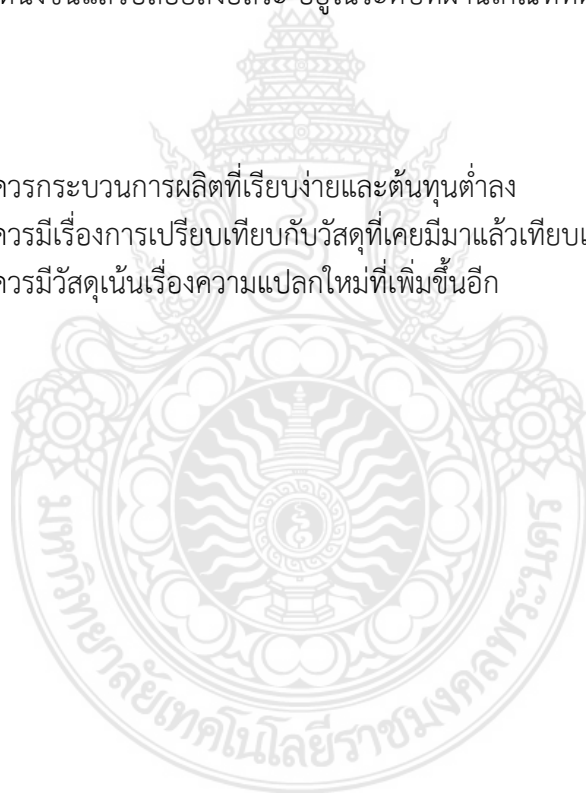 ควรกระบวนการผลิตที่เรียบง่ายและต้นทุนต่ำลง
ควรมีเรื่องการเปรียบเทียบกับวัสดุที่เคยมีมาแล้วเทียบ
ควรมีวัสดุเน้นเรื่องความแปลกใหม่ที่เพิ่มขึ้นอีก
มหาวิทยาลัยเทคโนโลยีราชมงคลพระนคร